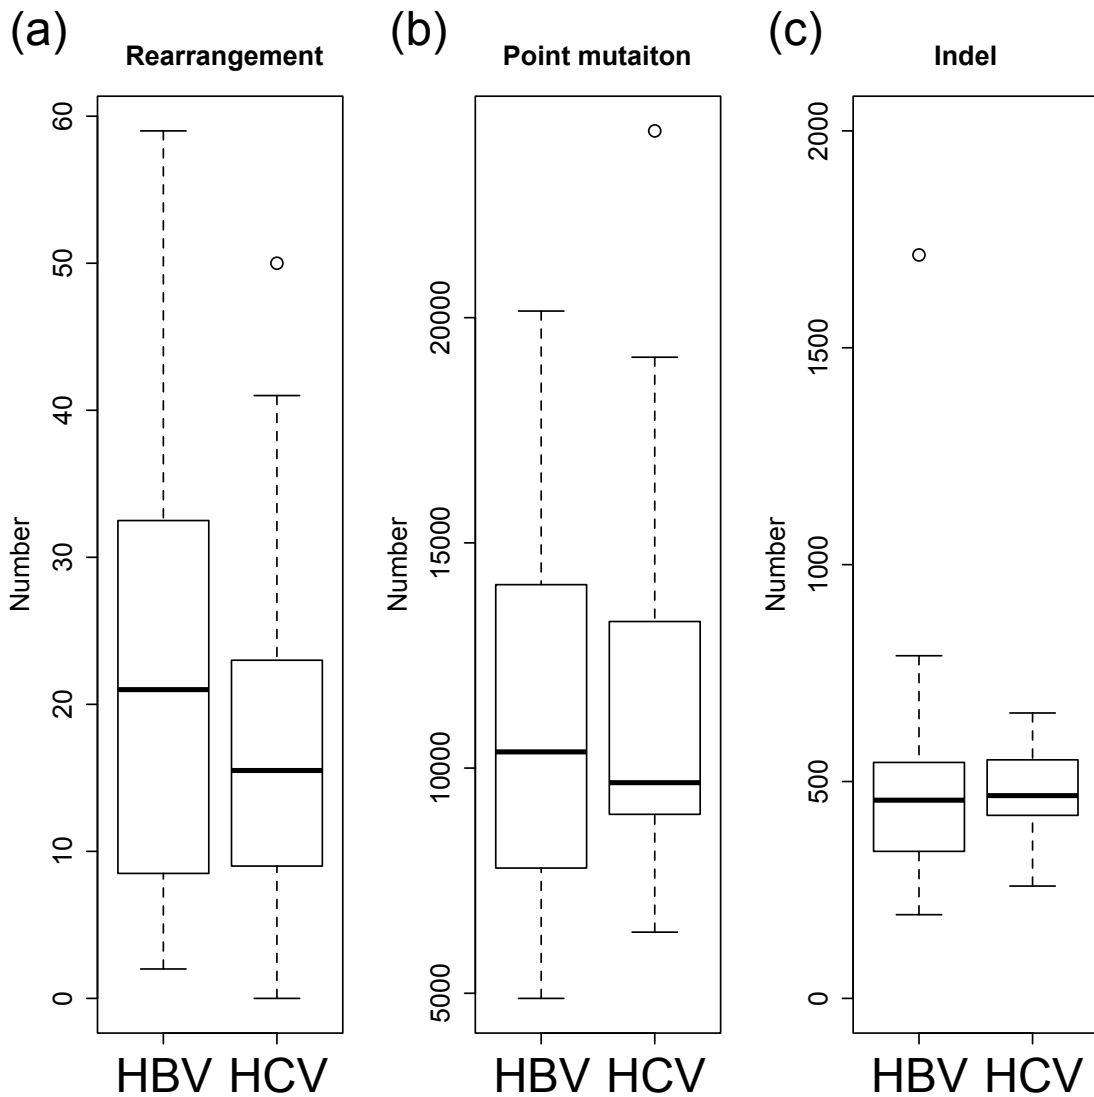 (a)
Rearrangement
Number
60
50
40
30
20
10
0
HBV HCV
(b)
Point mutaiton
Number
20000
15000
10000
5000
HBV HCV
(c)
Indel
Number
2000
1500
1000
500
0
HBV HCV